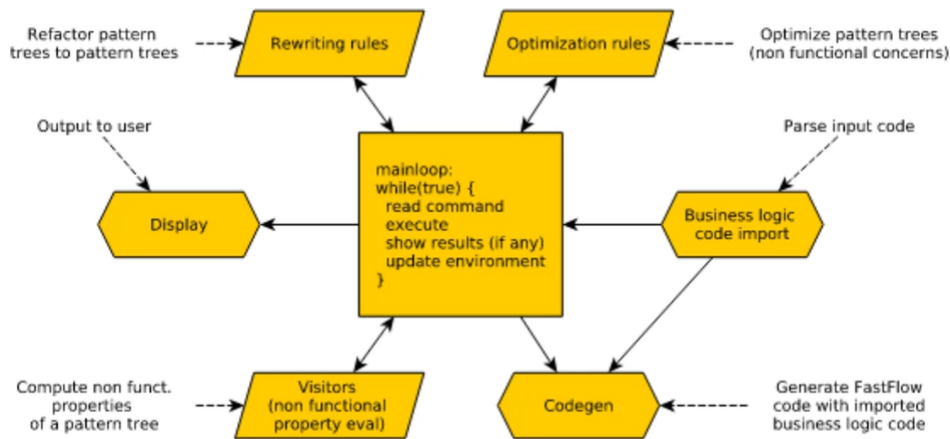 Refactor pattern
trees to pattern trees
Rewriting rules
Optimization rules
Optimize pattern trees
(non functional concerns)
Output to user
Parse input code
Display
mainloop:
while(true) {
read command
execute
show results (if any)
update environment
}
Business logic
code import
Compute non funct.
properties
of a pattern tree
Visitors
(non functional
property eval)
Codegen
Generate FastFlow
code with imported
business logic code